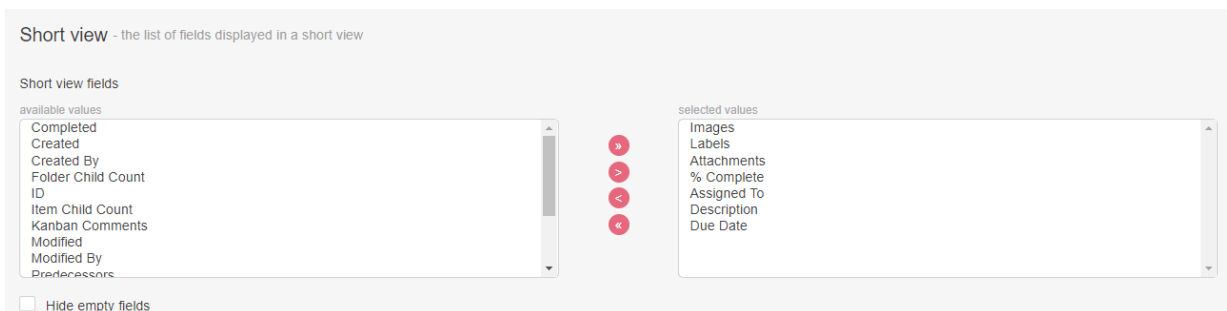 Short view - the list of fields displayed in a short view
Short view fields
available values
Completed
Created
Created By
Folder Child Count
ID
Item Child Count
Kanban Comments
Modified
Modified By
Predecessors
»
>
<
«
selected values
Images
Labels
Attachments
% Complete
Assigned To
Description
Due Date
Hide empty fields